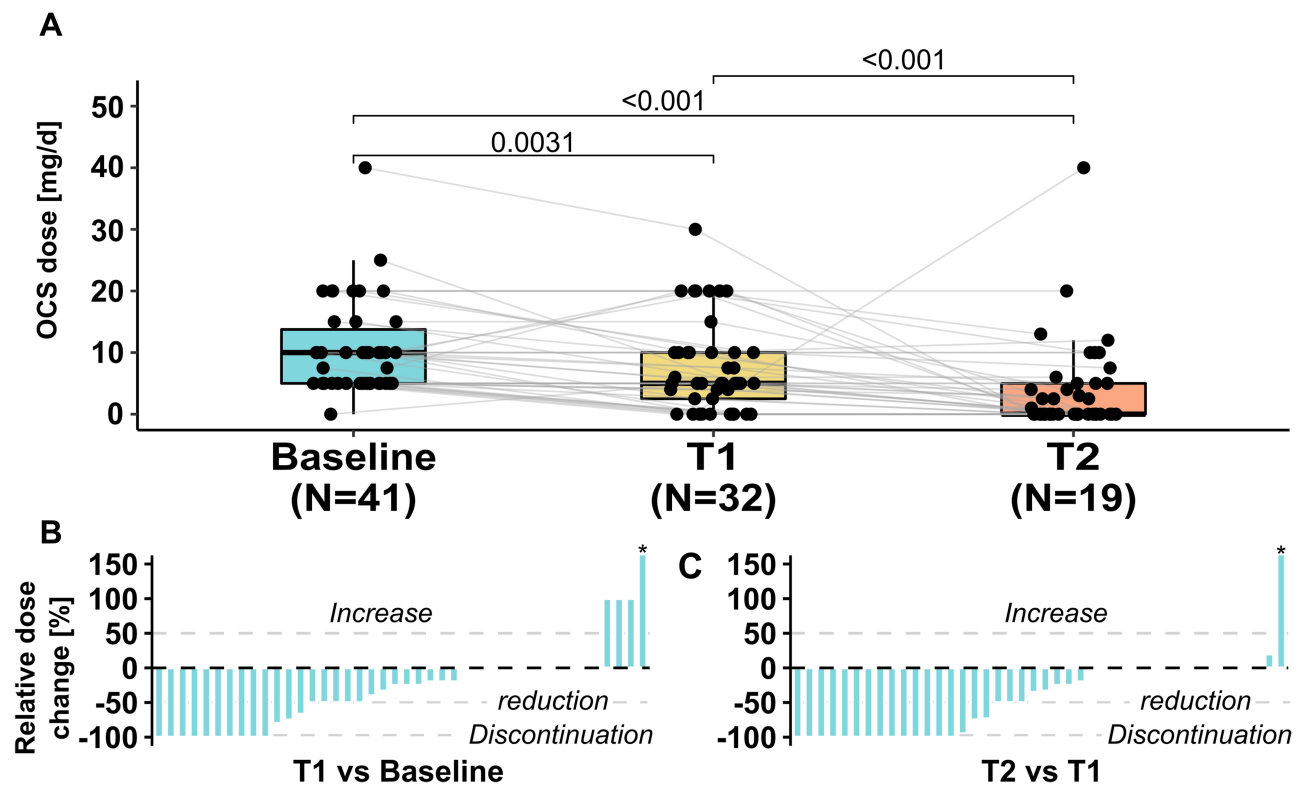 A
<0.001
<0.001
0.0031
OCS dose [mg/d]
50
40
30
20
10
0
Baseline
(N=41)
T1
(N=32)
T2
(N=19)
B
Relative dose
change [%]
150
100
50
0
-50
-100
*
Increase
reduction
Discontinuation
T1 vs Baseline
C
150
100
50
0
-50
-100
*
Increase
reduction
Discontinuation
T2 vs T1